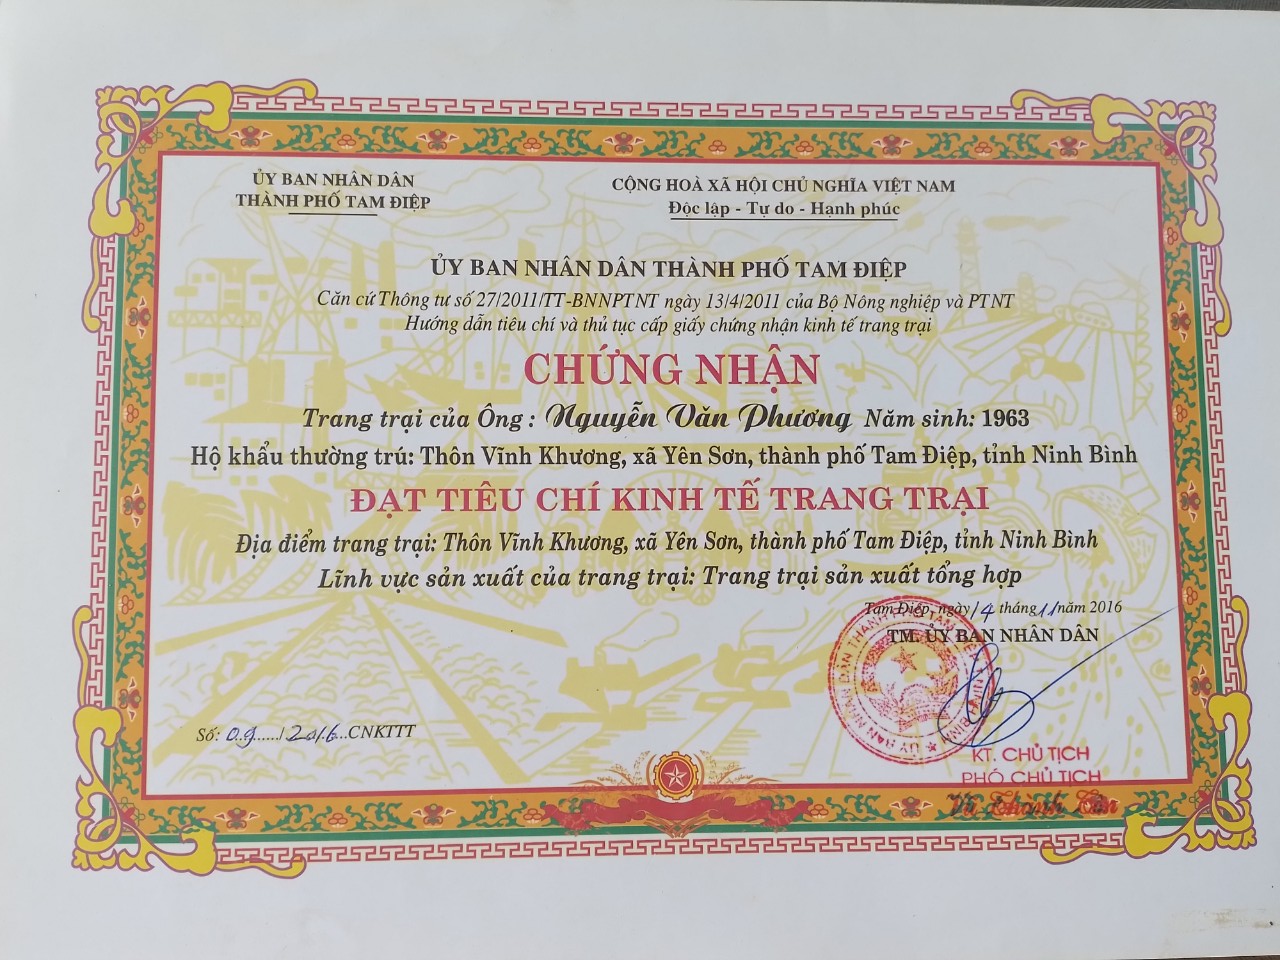 ỦY BAN NHÂN DÂN
THÀNH PHỐ TAM ĐIỆP
CỘNG HOÀ XÃ HỘI CHỦ NGHĨA VIỆT NAM
Độc lập - Tự do - Hạnh phúc
ỦY BAN NHÂN DÂN THÀNH PHỐ TAM ĐIỆP
Căn cứ Thông tư số 27/2011/TT-BNNPTNT ngày 13/4/2011 của Bộ Nông nghiệp và PTNT
Hướng dẫn tiêu chí và thủ tục cấp giấy chứng nhận kinh tế trang trại
CHỨNG NHẬN
Trang trại của Ông : Nguyễn Văn Phương Năm sinh: 1963
Hộ khẩu thường trú: Thôn Vĩnh Khương, xã Yên Sơn, thành phố Tam Điệp, tỉnh Ninh Bình
ĐẠT TIÊU CHÍ KINH TẾ TRANG TRẠI
Địa điểm trang trại: Thôn Vĩnh Khương, xã Yên Sơn, thành phố Tam Điệp, tỉnh Ninh Bình
Lĩnh vực sản xuất của trang trại: Trang trại sản xuất tổng hợp
Tam Điệp, ngày 14 tháng 11 năm 2016
TM. ỦY BAN NHÂN DÂN
Số: 09....../.2016...CNKTTT
KT. CHỦ TỊCH
PHÓ CHỦ TỊCH
Thành